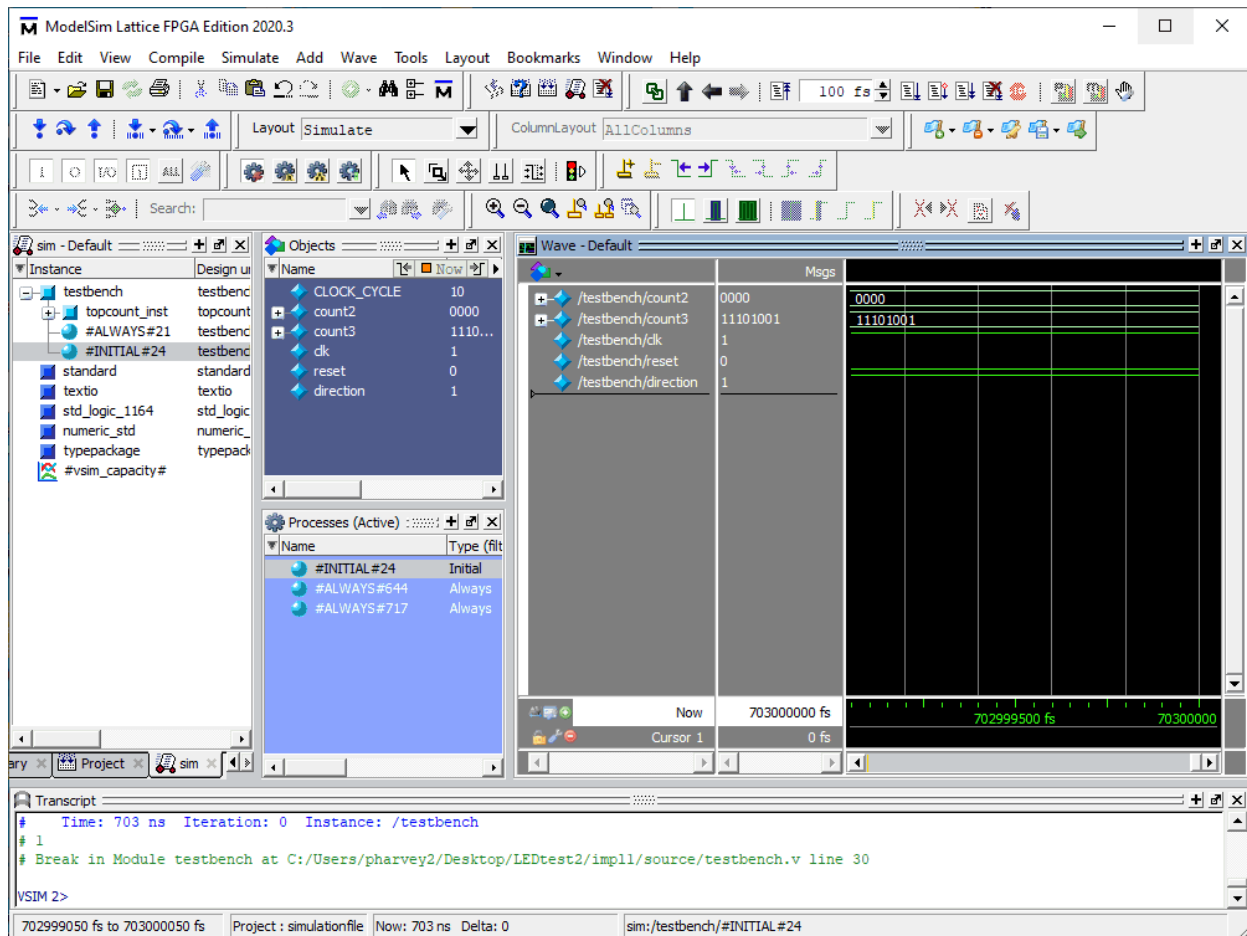 ModelSim Lattice FPGA Edition 2020.3
File Edit View Compile Simulate Add Wave Tools Layout Bookmarks Window Help
100 fs
Layout Simulate
ColumnLayout AllColumns
Search:
sim - Default
Instance Design u
testbench testbenc
topcount_inst topcount
#ALWAYS#21 testbenc
#INITIAL#24 testbenc
standard standard
textio textio
std_logic_1164 std_logic
numeric_std numeric_
typepackage typepack
#vsim_capacity#
ary Project sim
Objects
Name Now
CLOCK_CYCLE 10
count2 0000
count3 1110...
clk 1
reset 0
direction 1
Processes (Active)
Name Type (filt
#INITIAL#24 Initial
#ALWAYS#644 Always
#ALWAYS#717 Always
Wave - Default
Msgs
/testbench/count2 0000 0000
/testbench/count3 11101001 11101001
/testbench/clk 1
/testbench/reset 0
/testbench/direction 1
Now 703000000 fs 702999500 fs 70300000
Cursor 1 0 fs
Transcript
# Time: 703 ns Iteration: 0 Instance: /testbench
# 1
# Break in Module testbench at C:/Users/pharvey2/Desktop/LEDtest2/impl1/source/testbench.v line 30
VSIM 2>
702999050 fs to 703000050 fs Project : simulationfile Now: 703 ns Delta: 0 sim:/testbench/#INITIAL#24